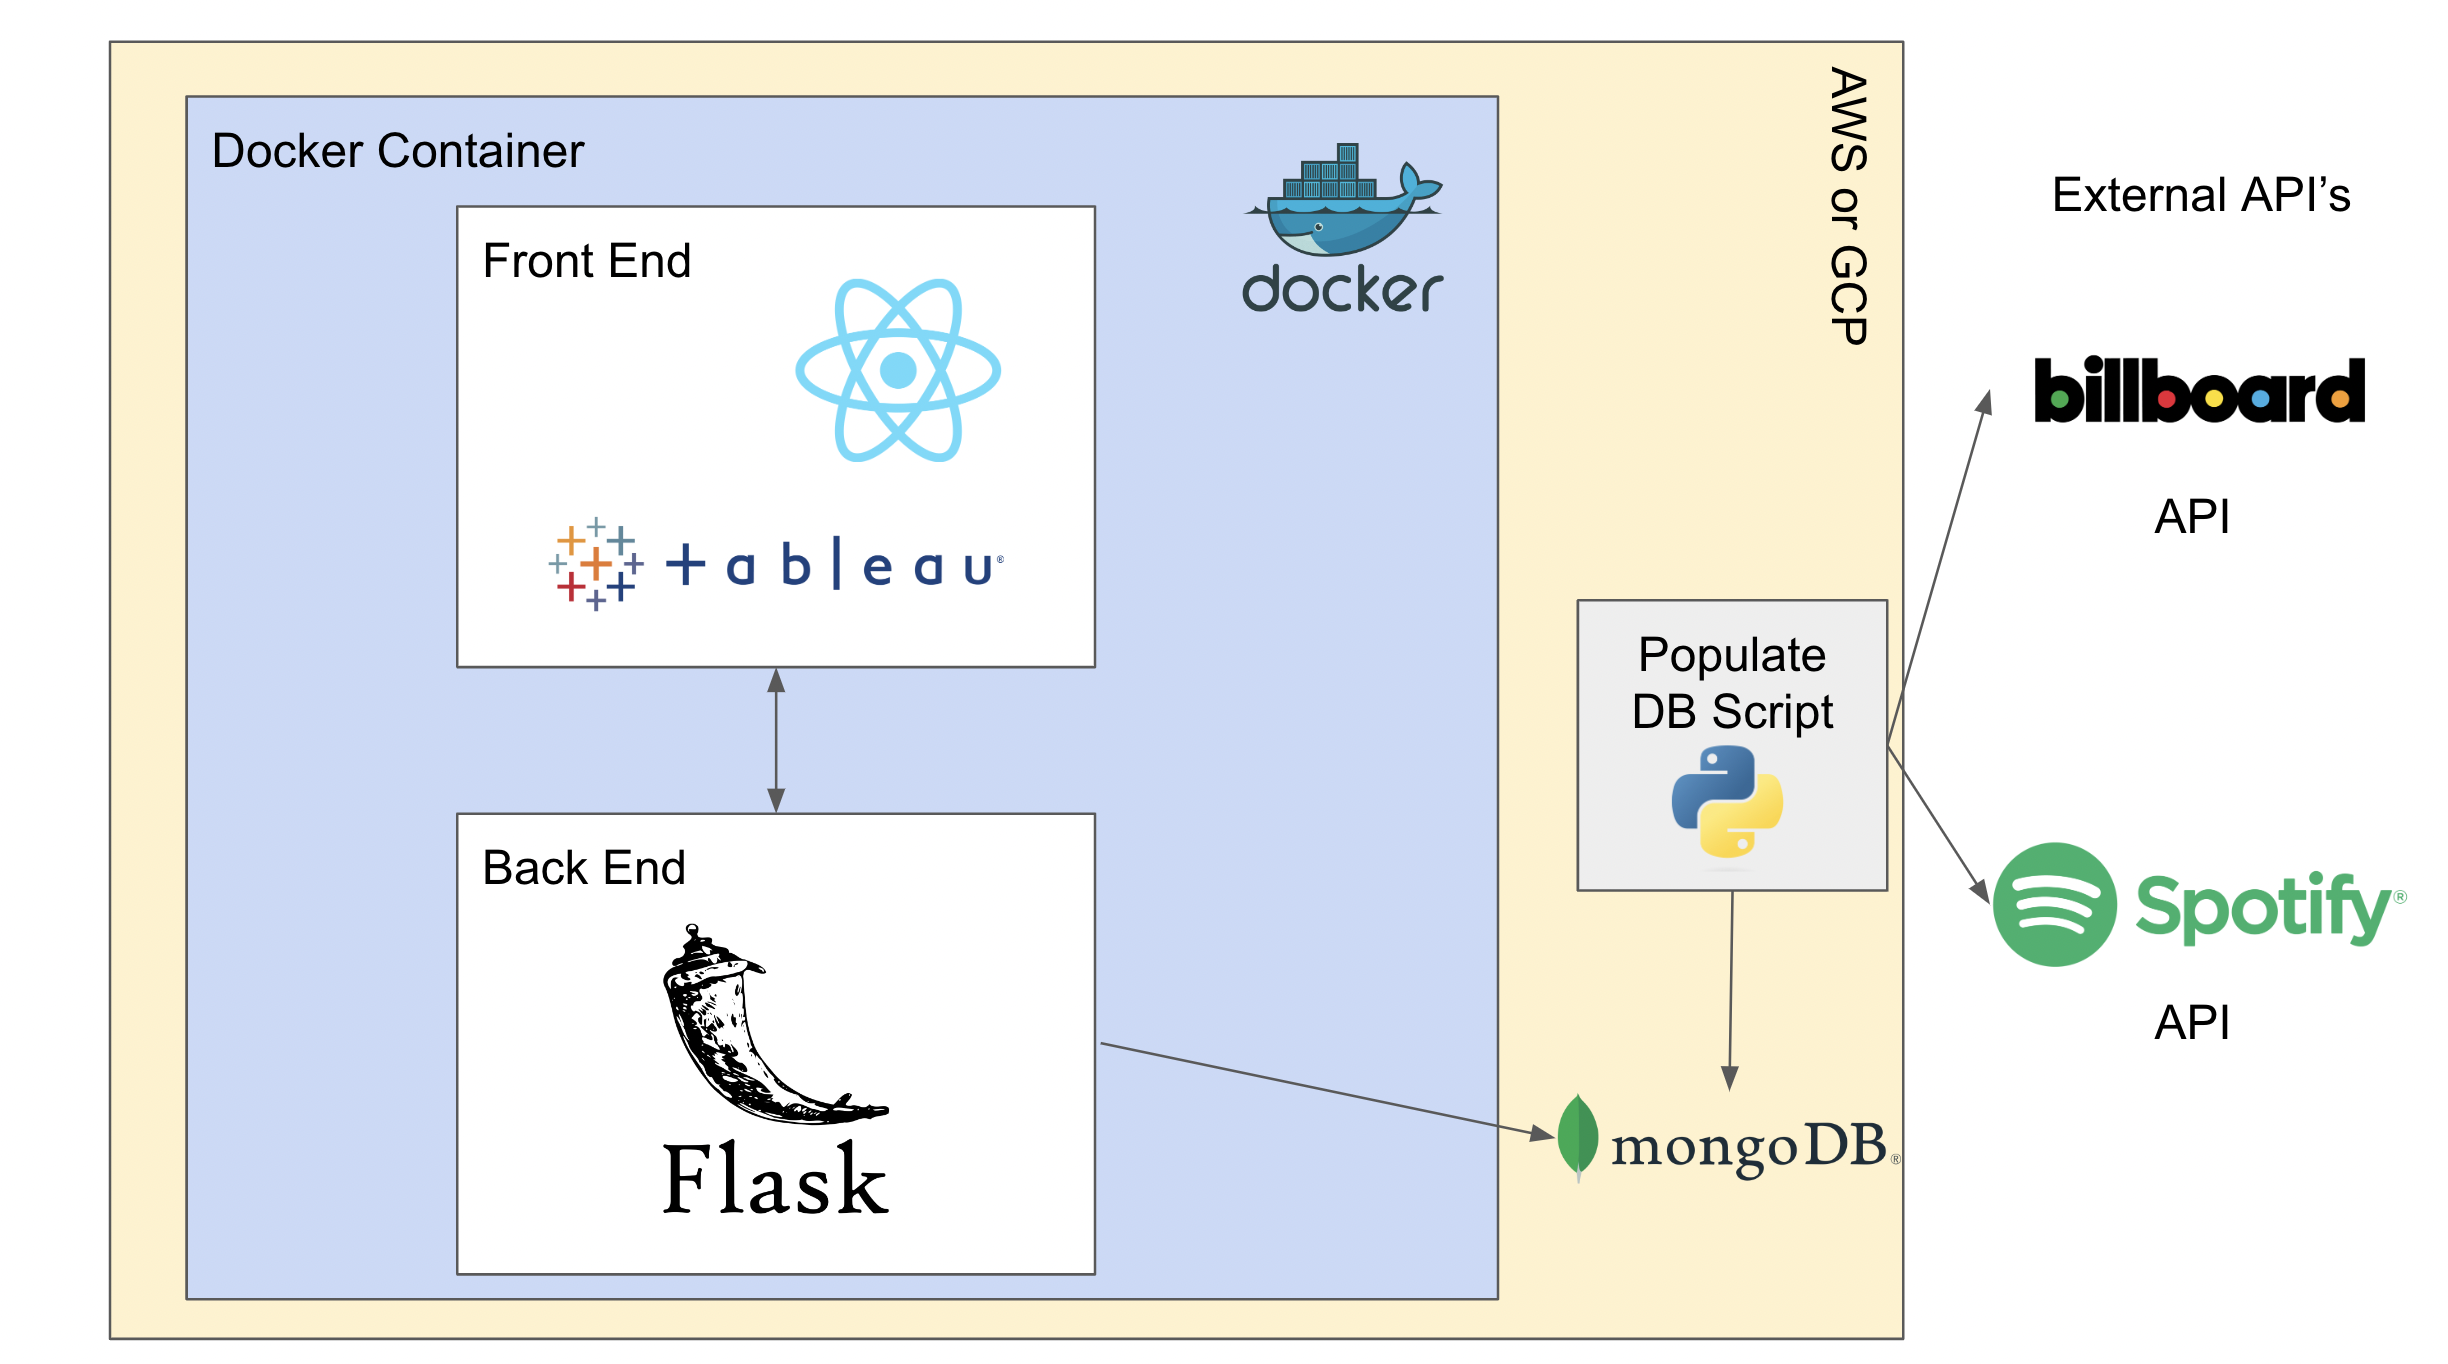 Docker Container
docker
AWS or GCP
Front End
tableau®
Back End
Flask
Populate
DB Script
mongoDB®
External API’s
billboard
API
Spotify®
API